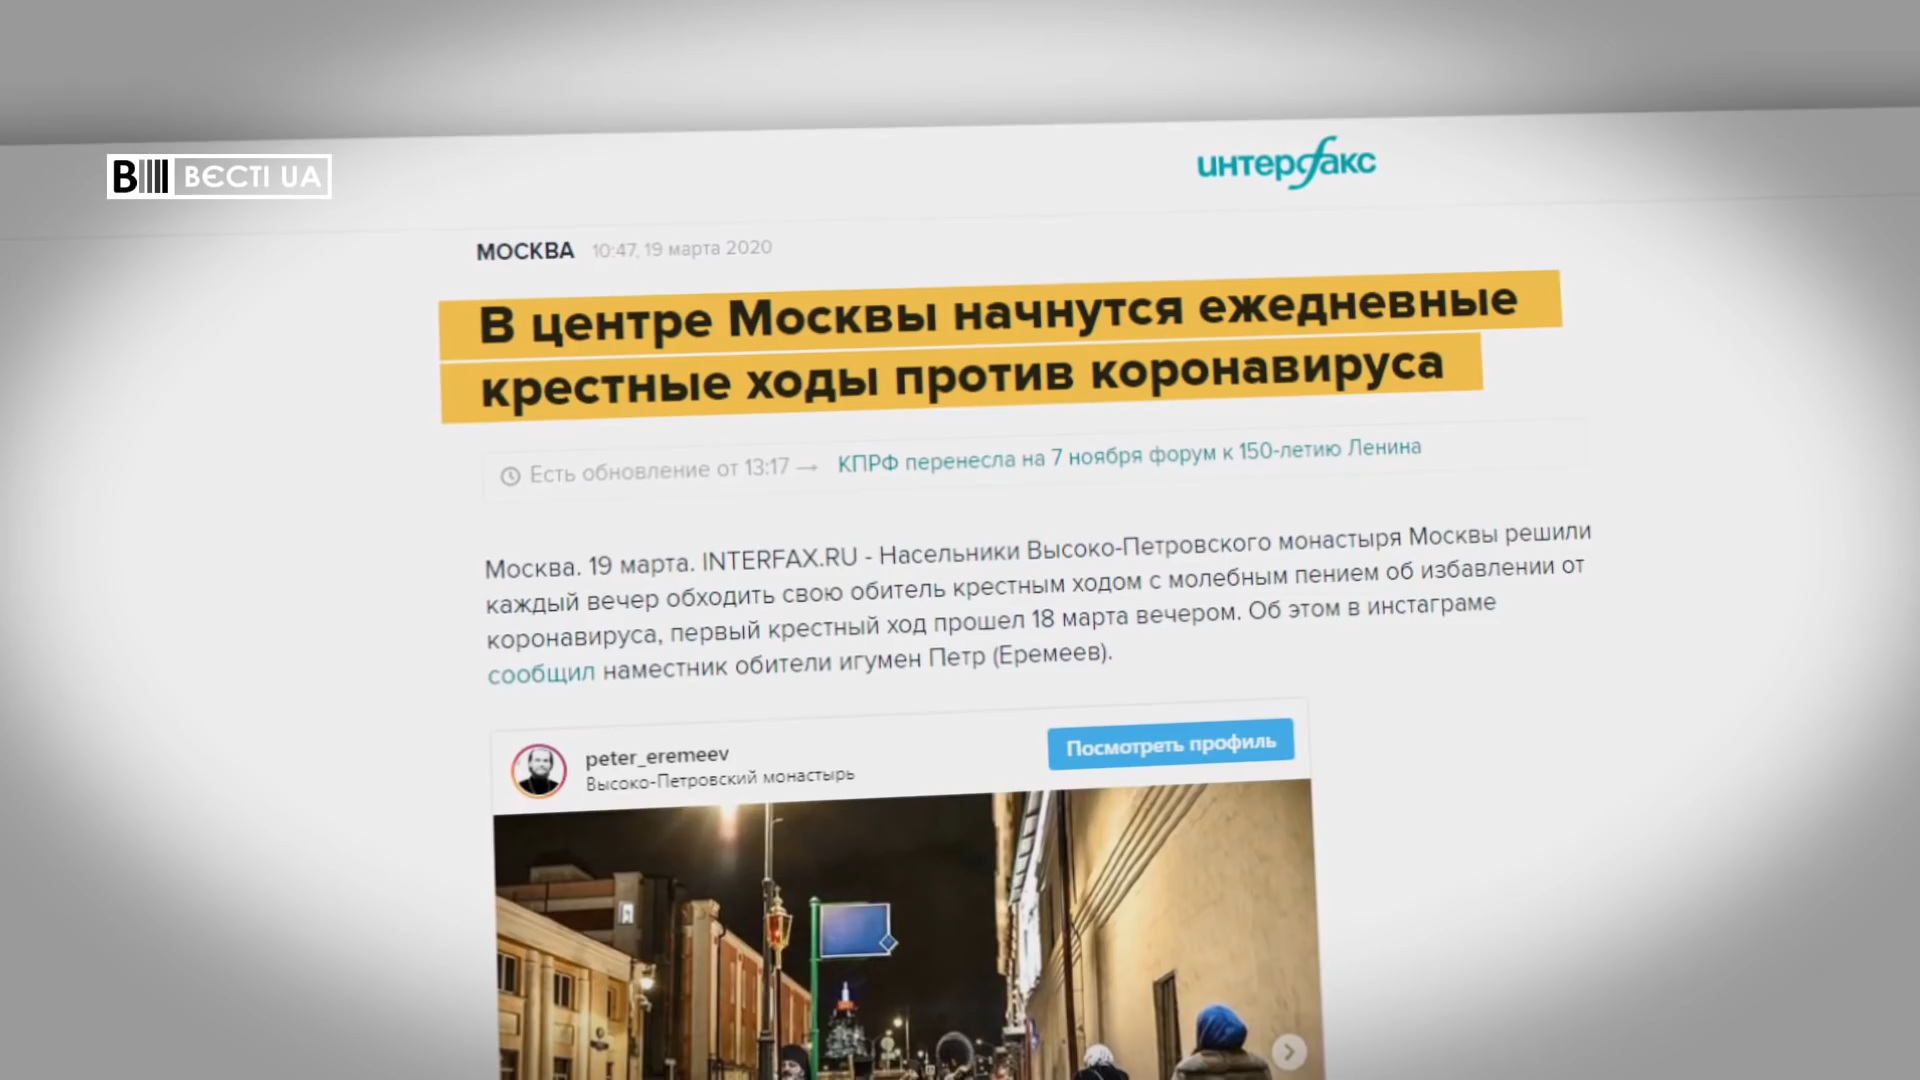 ВЄСТІ UA
интерфакс
МОСКВА 10:47, 19 марта 2020
В центре Москвы начнутся ежедневные
крестные ходы против коронавируса
Есть обновление от 13:17 → КПРФ перенесла на 7 ноября форум к 150-летию Ленина
Москва. 19 марта. INTERFAX.RU - Насельники Высоко-Петровского монастыря Москвы решили
каждый вечер обходить свою обитель крестным ходом с молебным пением об избавлении от
коронавируса, первый крестный ход прошел 18 марта вечером. Об этом в инстаграме
сообщил наместник обители игумен Петр (Еремеев).
peter_eremeev
Посмотреть профиль
Высоко-Петровский монастырь